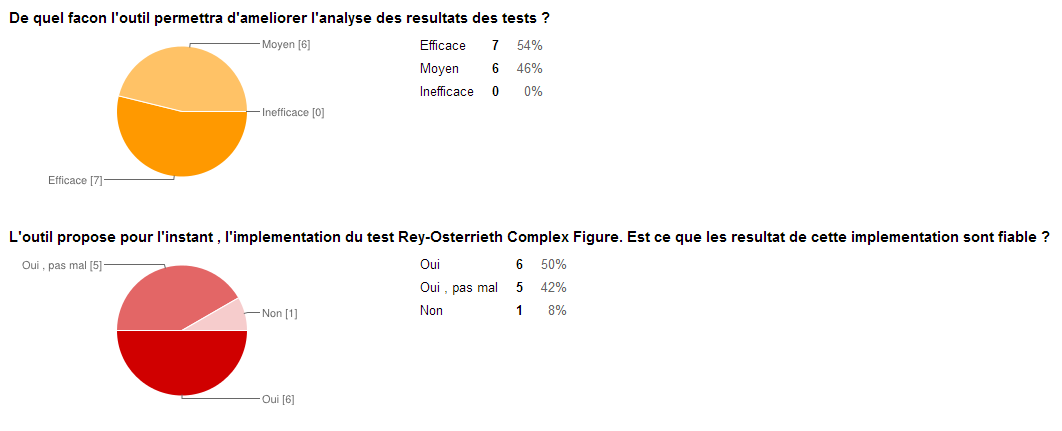 De quel facon l'outil permettra d'ameliorer l'analyse des resultats des tests ?
Moyen [6]
Inefficace [0]
Efficace [7]
Efficace 7 54%
Moyen 6 46%
Inefficace 0 0%
L'outil propose pour l'instant , l'implementation du test Rey-Osterrieth Complex Figure. Est ce que les resultat de cette implementation sont fiable ?
Oui , pas mal [5]
Non [1]
Oui [6]
Oui 6 50%
Oui , pas mal 5 42%
Non 1 8%